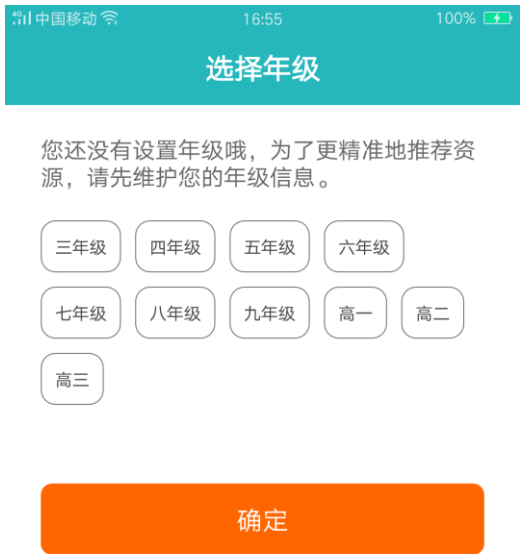 4G 中国移动 16:55 100%
选择年级
您还没有设置年级哦，为了更精准地推荐资
源，请先维护您的年级信息。
三年级 四年级 五年级 六年级
七年级 八年级 九年级 高一 高二
高三
确定